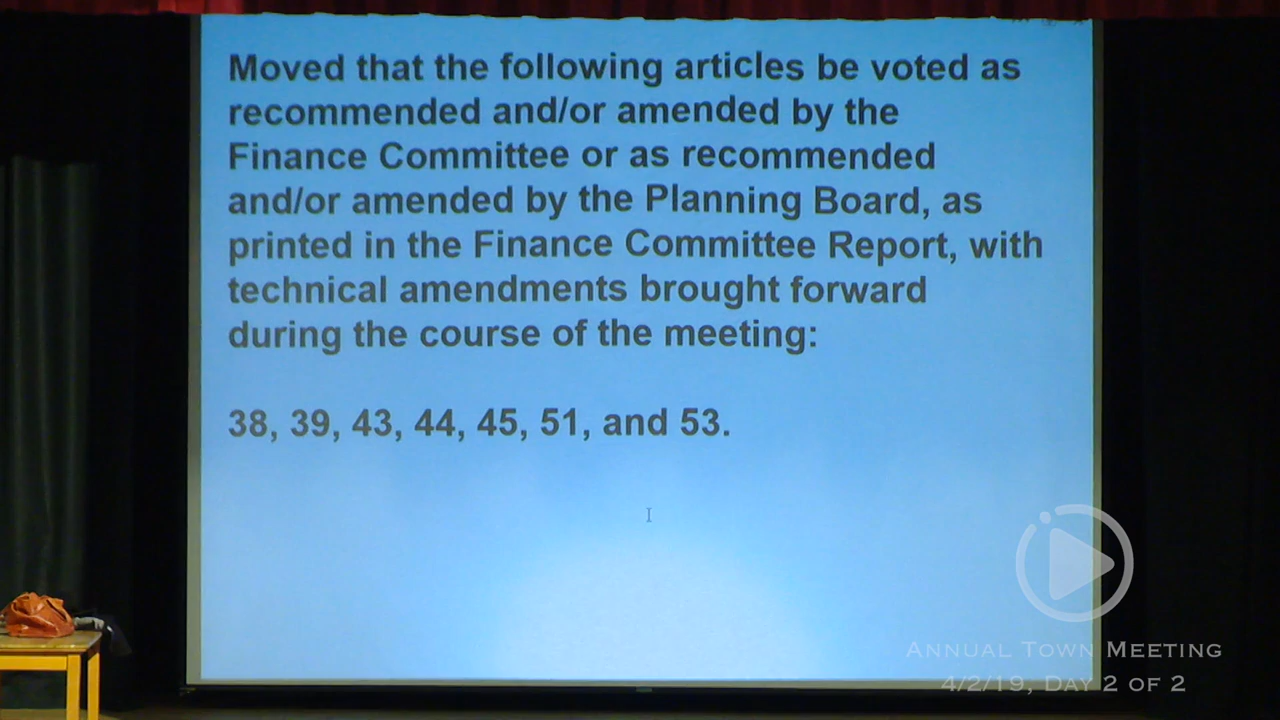 Moved that the following articles be voted as
recommended and/or amended by the
Finance Committee or as recommended
and/or amended by the Planning Board, as
printed in the Finance Committee Report, with
technical amendments brought forward
during the course of the meeting:
38, 39, 43, 44, 45, 51, and 53.
ANNUAL TOWN MEETING
4/2/19, DAY 2 OF 2